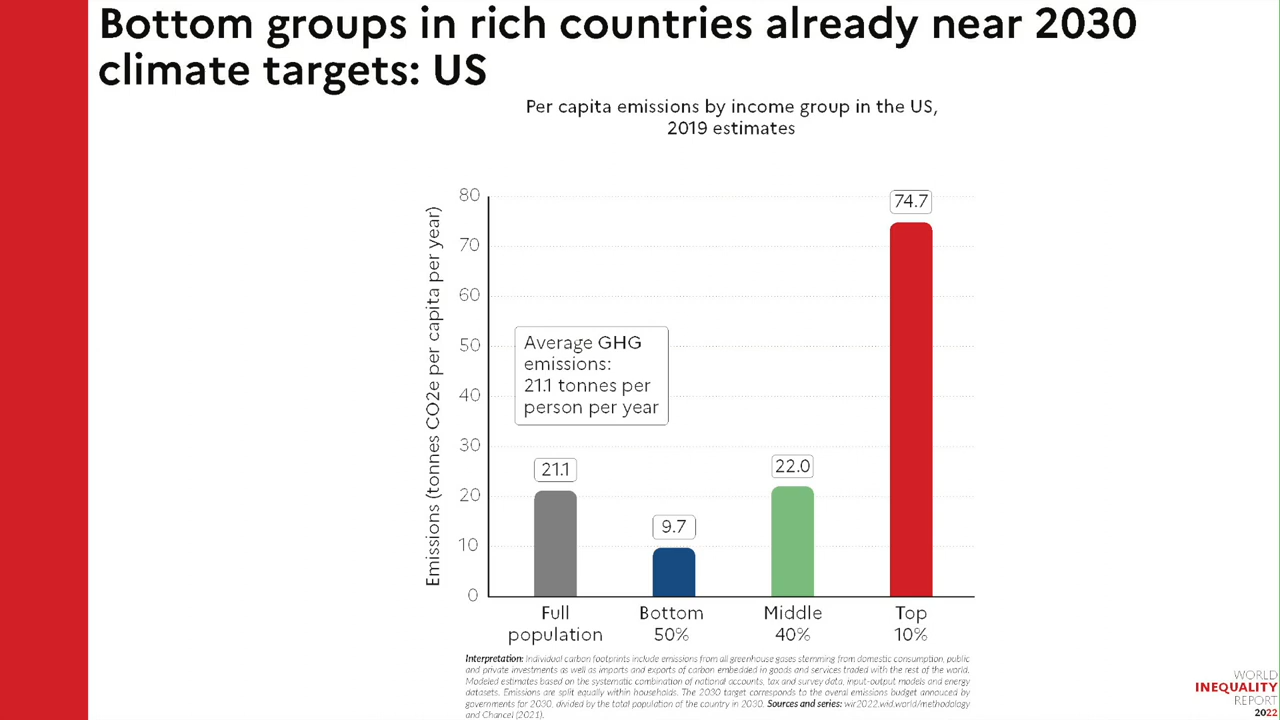 Bottom groups in rich countries already near 2030
climate targets: US
Per capita emissions by income group in the US,
2019 estimates
Emissions (tonnes CO2e per capita per year)
80
70
60
50
40
30
20
10
0
Average GHG
emissions:
21.1 tonnes per
person per year
21.1
9.7
22.0
74.7
Full
population
Bottom
50%
Middle
40%
Top
10%
Interpretation: Individual carbon footprints include emissions from all greenhouse gases stemming from domestic consumption, public
and private investments as well as imports and exports of carbon embedded in goods and services traded with the rest of the world.
Modeled estimates based on the systematic combination of national accounts, tax and survey data, input-output models and energy
datasets. Emissions are split equally within households. The 2030 target corresponds to the overal emissions budget annouced by
governments for 2030, divided by the total population of the country in 2030. Sources and series: wir2022.wid.world/methodology
and Chancel (2021).
WORLD
INEQUALITY
REPORT
2022